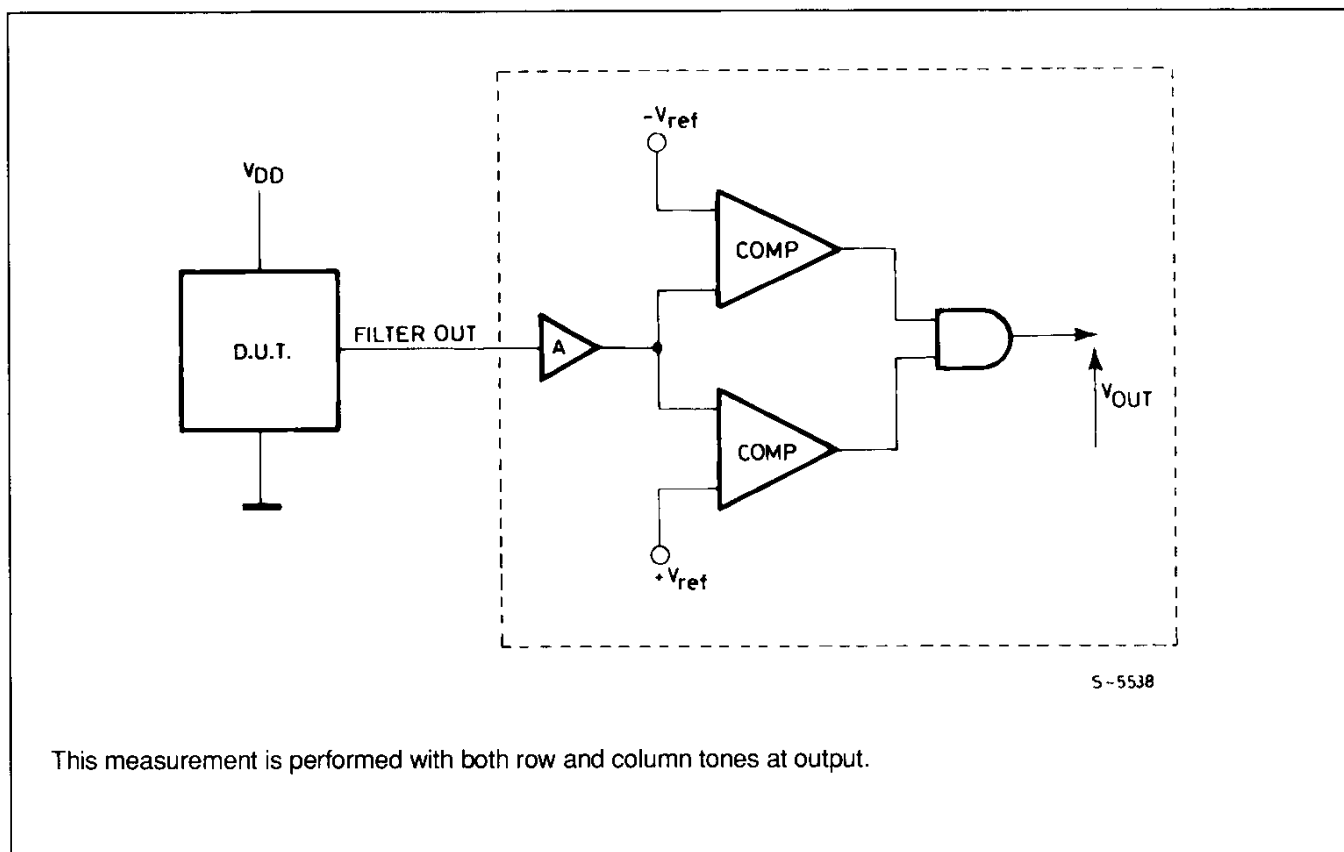 -Vref
VDD
COMP
D.U.T.
FILTER OUT
A
VOUT
COMP
+Vref
S-5538
This measurement is performed with both row and column tones at output.